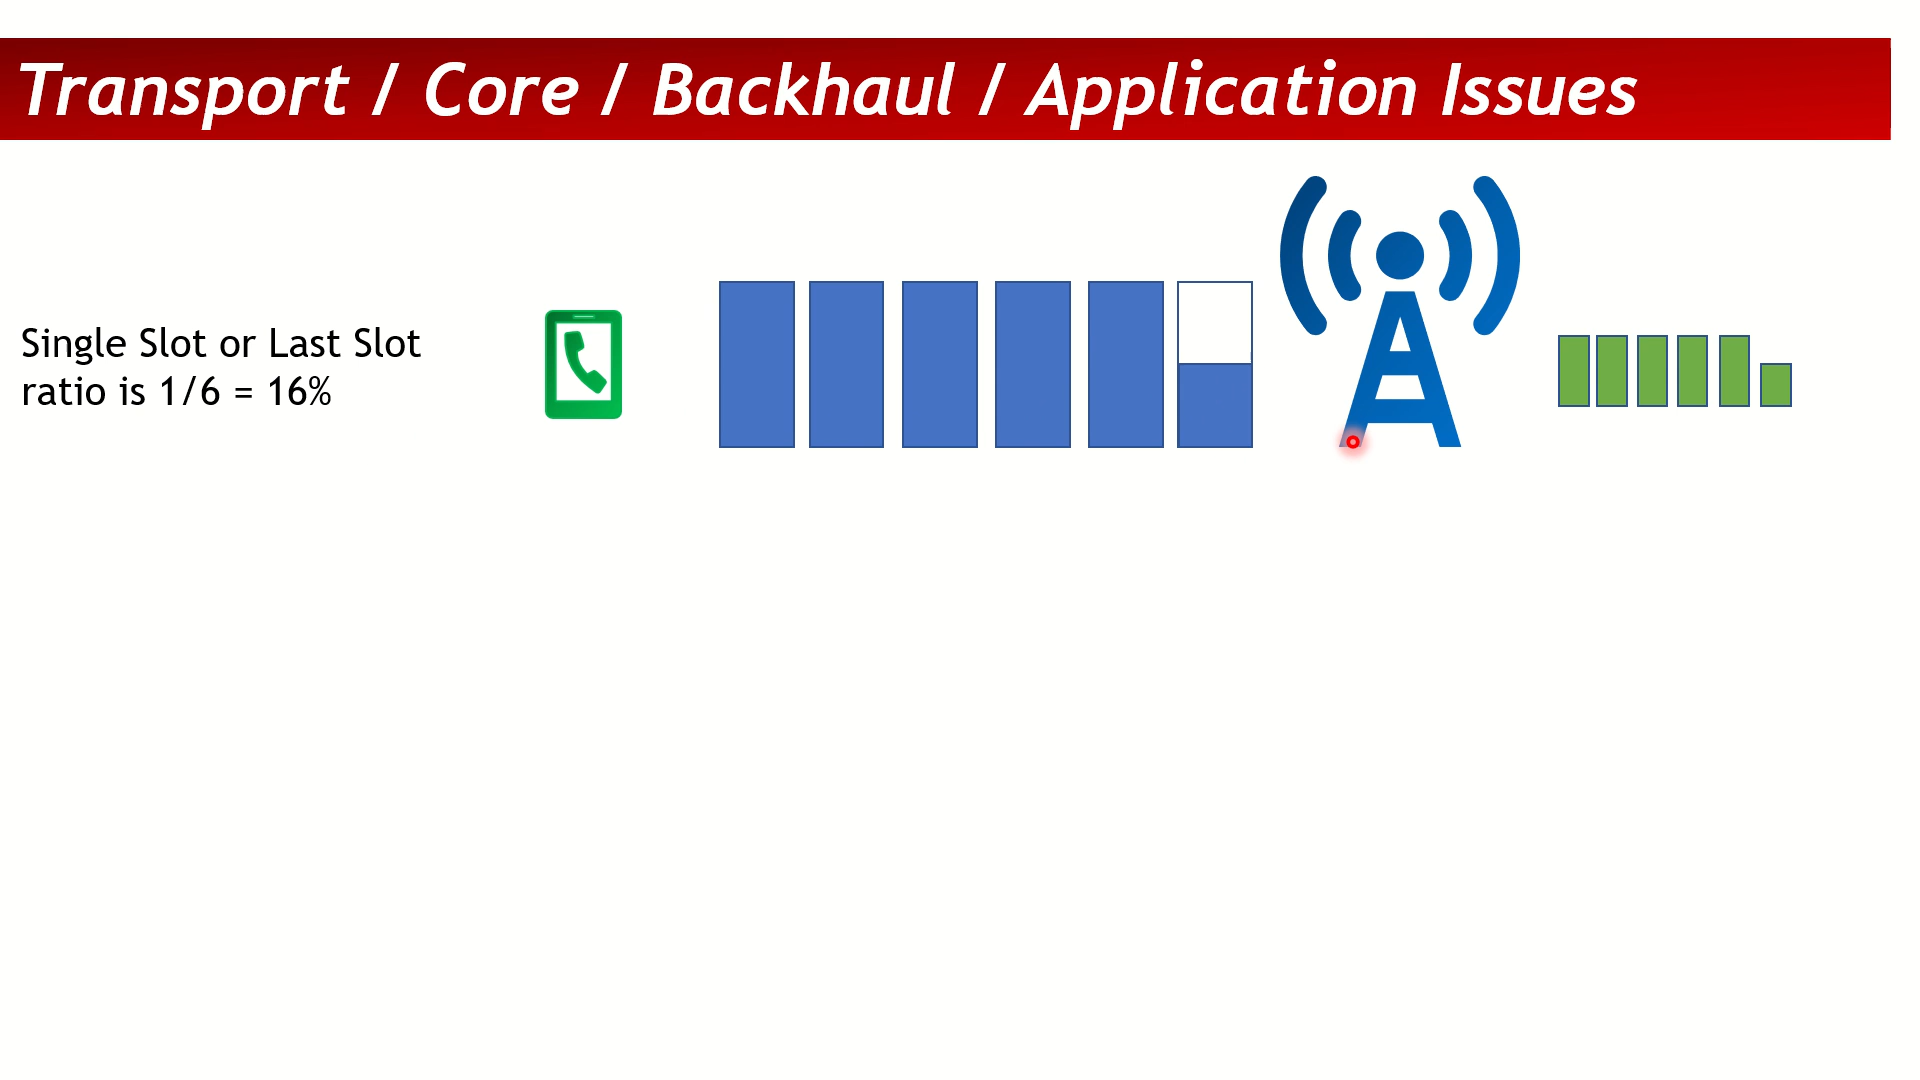 Transport / Core / Backhaul / Application Issues
Single Slot or Last Slot
ratio is 1/6 = 16%